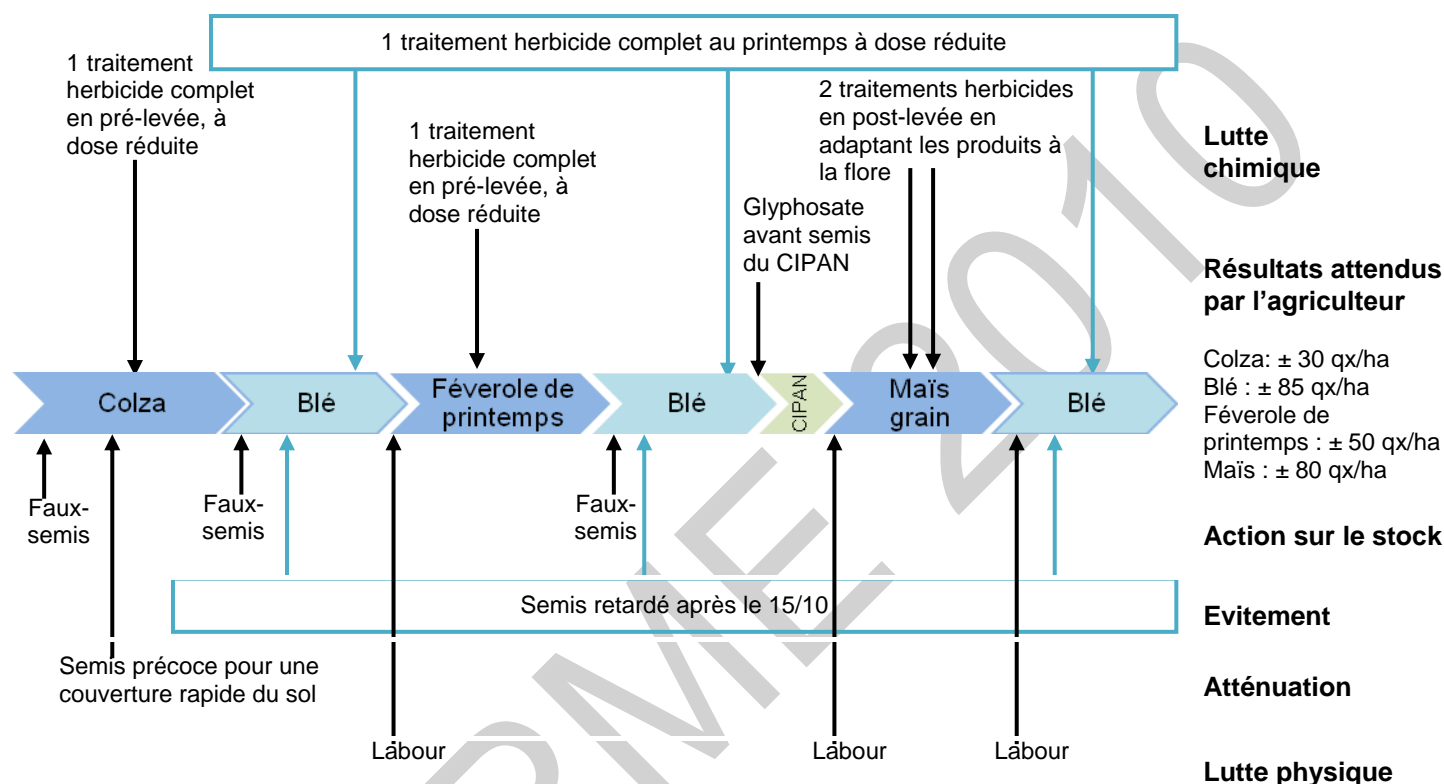 1 traitement herbicide complet au printemps à dose réduite
1 traitement
herbicide complet
en pré-levée, à
dose réduite
1 traitement
herbicide complet
en pré-levée, à
dose réduite
2 traitements herbicides
en post-levée en
adaptant les produits à
la flore
Glyphosate
avant semis
du CIPAN
Lutte
chimique
Résultats attendus
par l'agriculteur
Colza: ± 30 qx/ha
Blé : ± 85 qx/ha
Féverole de
printemps : ± 50 qx/ha
Maïs : ± 80 qx/ha
Colza
Blé
Féverole de
printemps
Blé
CIPAN
Maïs
grain
Blé
Faux-
semis
Faux-
semis
Faux-
semis
Action sur le stock
Semis retardé après le 15/10
Evitement
Semis précoce pour une
couverture rapide du sol
Atténuation
Labour
Labour
Labour
Lutte physique
RME 2010